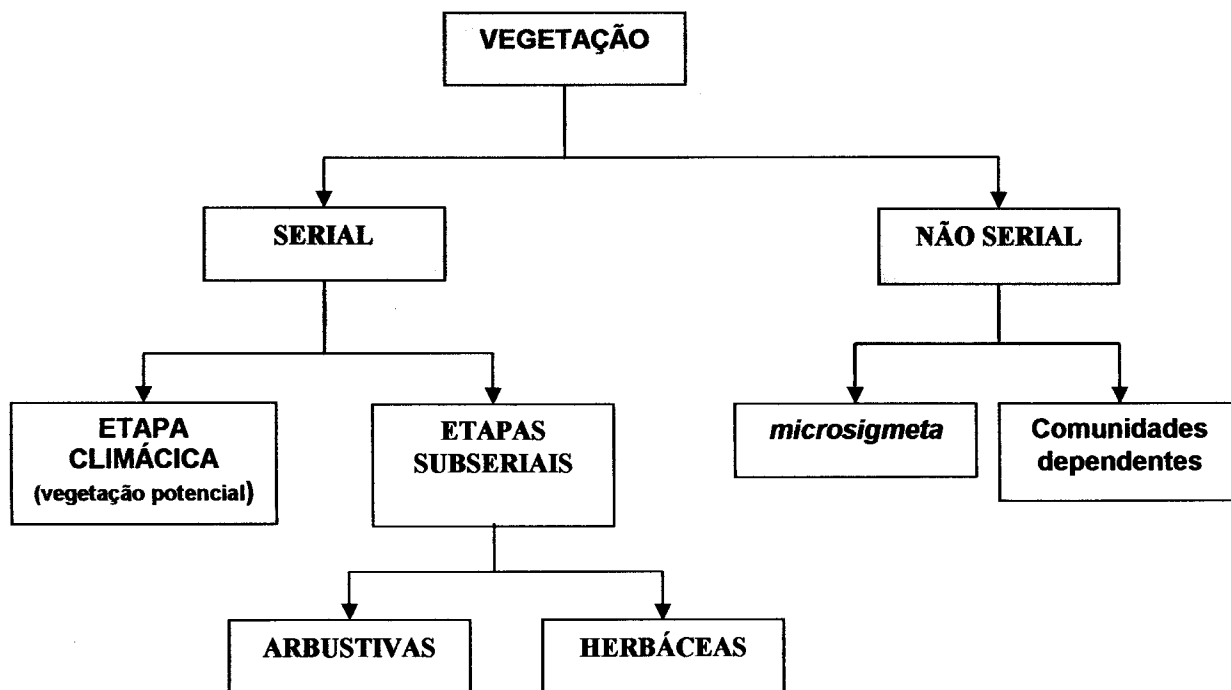 VEGETAÇÃO
SERIAL
NÃO SERIAL
ETAPA
CLIMÁCICA
(vegetação potencial)
ETAPAS
SUBSERIAIS
microsigmeta
Comunidades
dependentes
ARBUSTIVAS
HERBÁCEAS